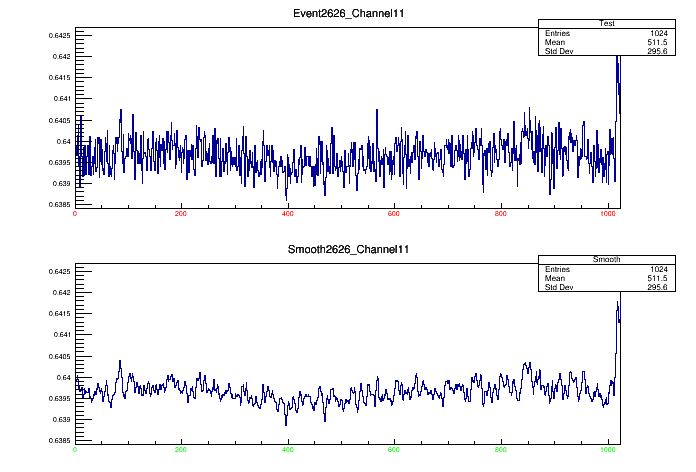 Event2626_Channel11
Test
Entries 1024
Mean 511.5
Std Dev 295.6
0.6425
0.642
0.6415
0.641
0.6405
0.64
0.6395
0.639
0.6385
0 200 400 600 800 1000
Smooth2626_Channel11
Smooth
Entries 1024
Mean 511.5
Std Dev 295.6
0.6425
0.642
0.6415
0.641
0.6405
0.64
0.6395
0.639
0.6385
0 200 400 600 800 1000